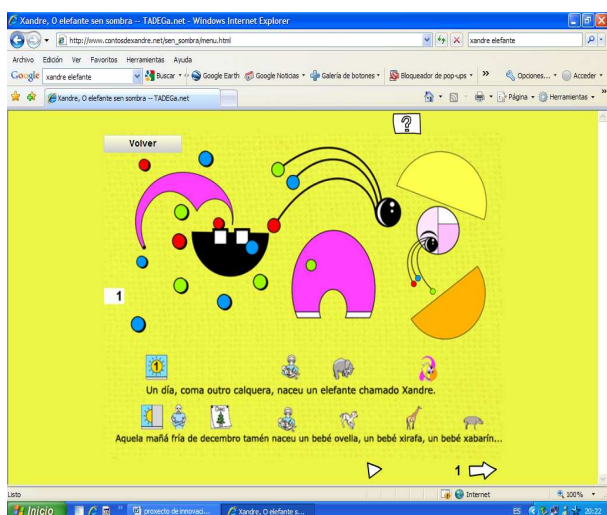 Xandre, O elefante sen sombra -- TADEGa.net - Windows Internet Explorer
http://www.contosdexandre.net/sen_sombra/menu.html
xandre elefante
Archivo Edición Ver Favoritos Herramientas Ayuda
Google xandre elefante Buscar Google Earth Google Noticias Galería de botones Bloqueador de pop-ups » Opciones... Acceder
Xandre, O elefante sen sombra -- TADEGa.net Página Herramientas »
?
Volver
1
1
Un día, coma outro calquera, naceu un elefante chamado Xandre.
Aquela mañá fría de decembro tamén naceu un bebé ovella, un bebé xirafa, un bebé xabarín...
1
Listo Internet 100%
Inicio » proxecto de innovaci... Xandre, O elefante s... ES 20:22